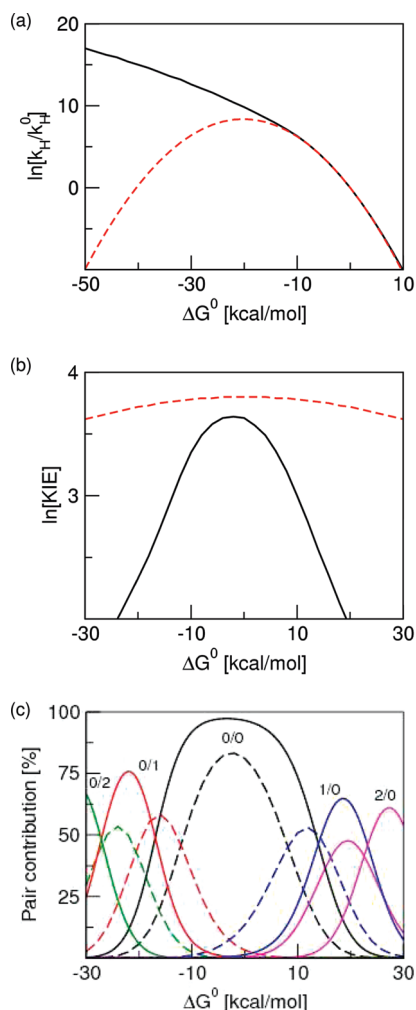 (a)
20
10
0
ln[k_H/k_H^0]
-50
-30
-10
10
ΔG^0 [kcal/mol]
(b)
4
3
ln[KIE]
-30
-10
10
30
ΔG^0 [kcal/mol]
(c)
100
75
50
25
Pair contribution [%]
0/2
0/1
0/0
1/0
2/0
-30
-10
10
30
ΔG^0 [kcal/mol]